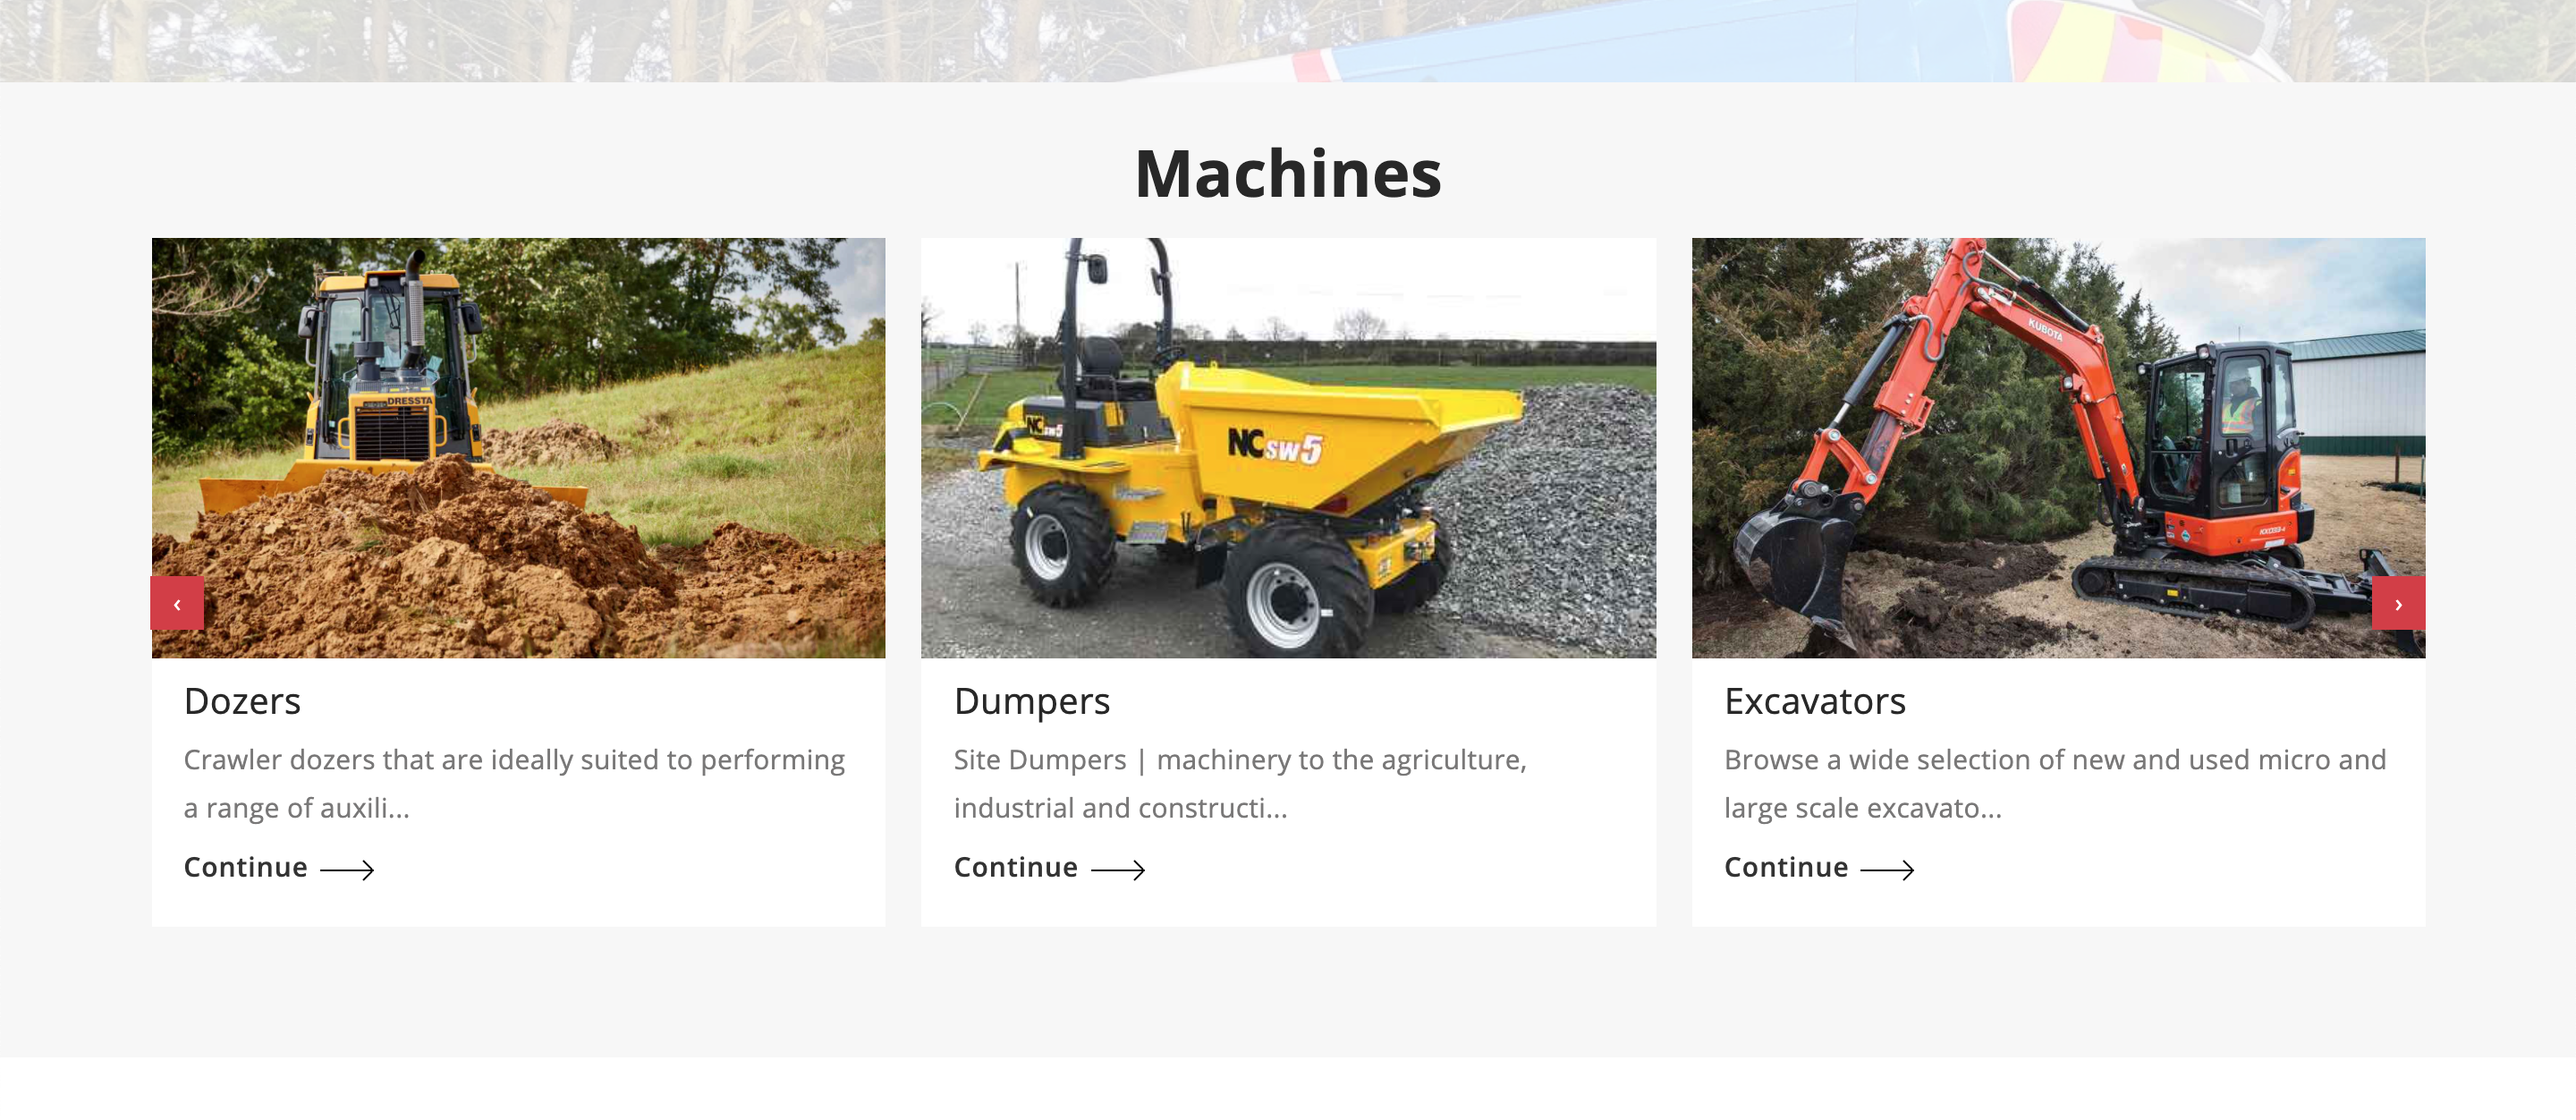 Machines
DRESSTA
NC SW5
NC SW5
KUBOTA
‹
›
Dozers
Dumpers
Excavators
Crawler dozers that are ideally suited to performing
a range of auxili...
Site Dumpers | machinery to the agriculture,
industrial and constructi...
Browse a wide selection of new and used micro and
large scale excavato...
Continue
Continue
Continue